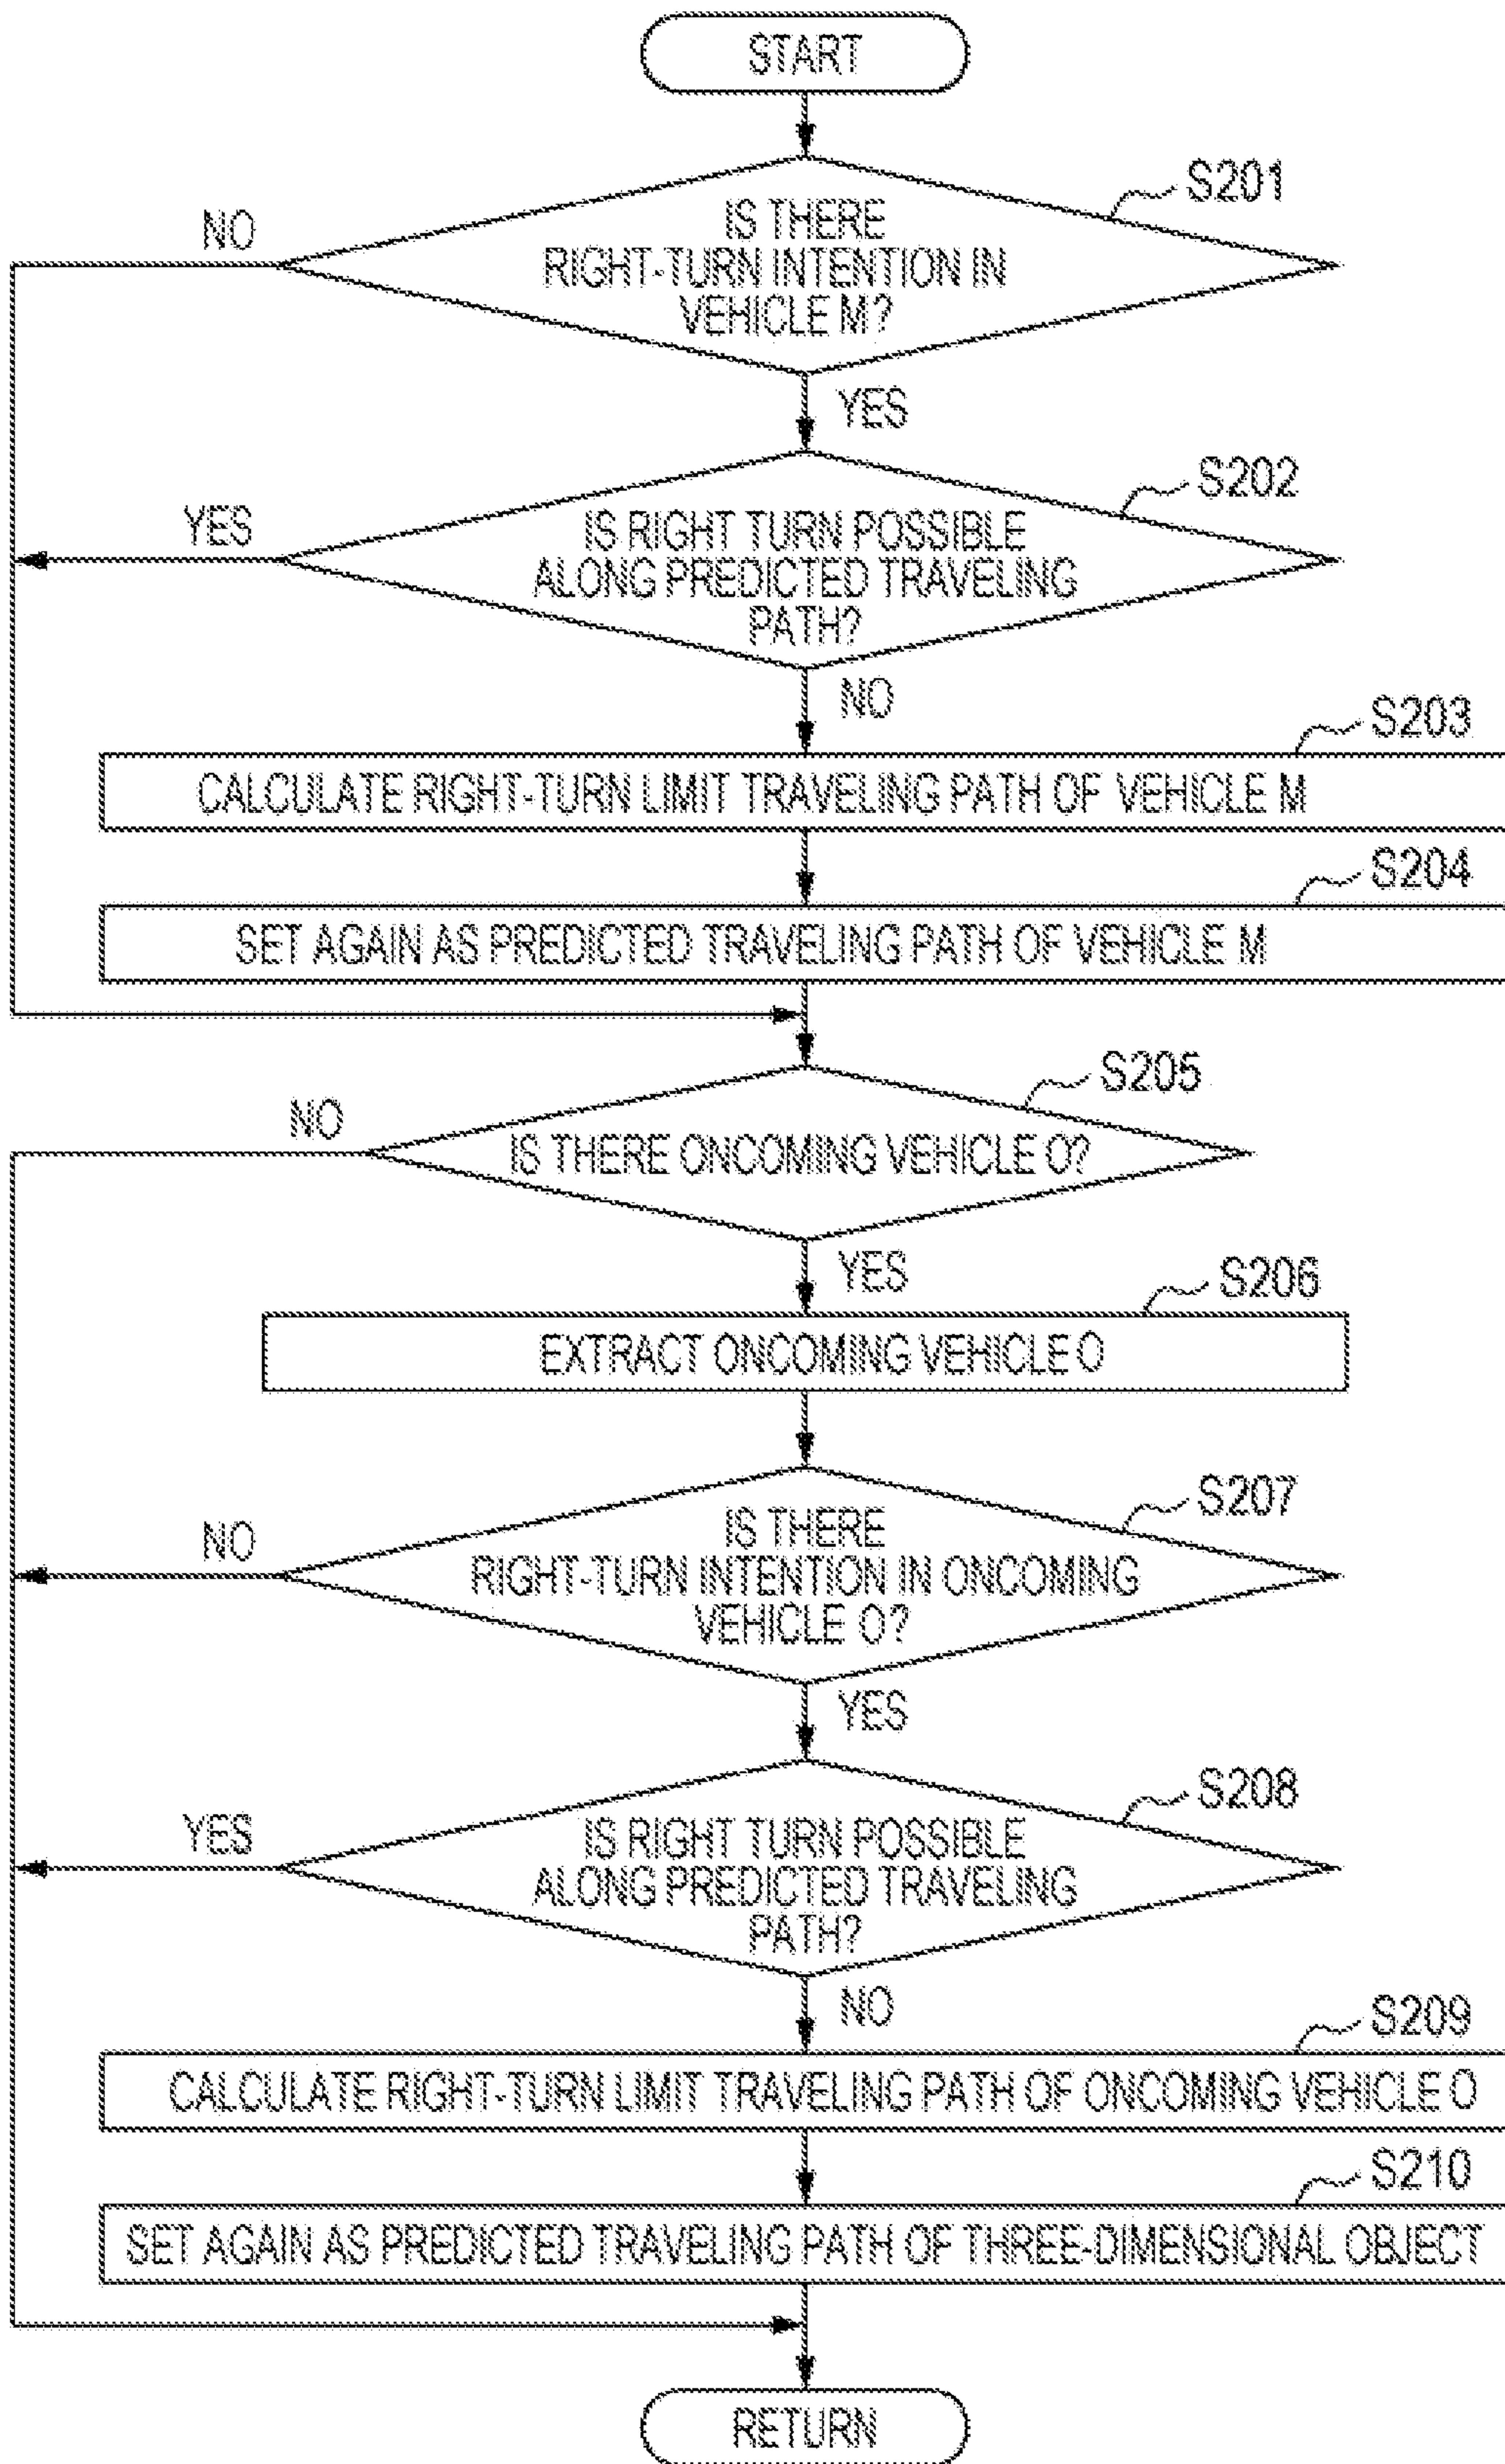 START
S201
IS THERE
RIGHT-TURN INTENTION IN
VEHICLE M?
NO
YES
S202
IS RIGHT TURN POSSIBLE
ALONG PREDICTED TRAVELING
PATH?
YES
NO
S203
CALCULATE RIGHT-TURN LIMIT TRAVELING PATH OF VEHICLE M
S204
SET AGAIN AS PREDICTED TRAVELING PATH OF VEHICLE M
S205
NO
IS THERE ONCOMING VEHICLE O?
YES
S206
EXTRACT ONCOMING VEHICLE O
S207
IS THERE
RIGHT-TURN INTENTION IN ONCOMING
VEHICLE O?
NO
YES
S208
IS RIGHT TURN POSSIBLE
ALONG PREDICTED TRAVELING
PATH?
YES
NO
S209
CALCULATE RIGHT-TURN LIMIT TRAVELING PATH OF ONCOMING VEHICLE O
S210
SET AGAIN AS PREDICTED TRAVELING PATH OF THREE-DIMENSIONAL OBJECT
RETURN